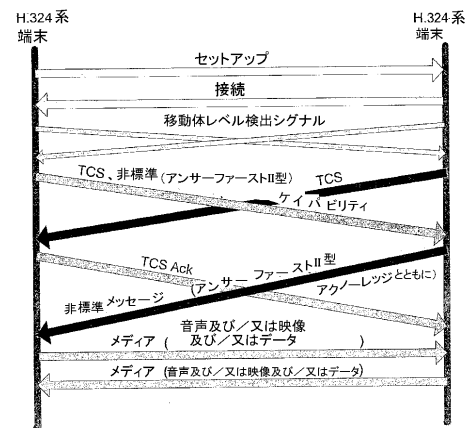 H.324系
端末
H.324系
端末
セットアップ
接続
移動体レベル検出シグナル
TCS、非標準(アンサーファーストII型)
TCS
ケイパビリティ
TCS Ack
非標準メッセージ(アンサーファーストII型
アクノーレッジとともに)
メディア(音声及び/又は映像
及び/又はデータ)
メディア(音声及び/又は映像及び/又はデータ)